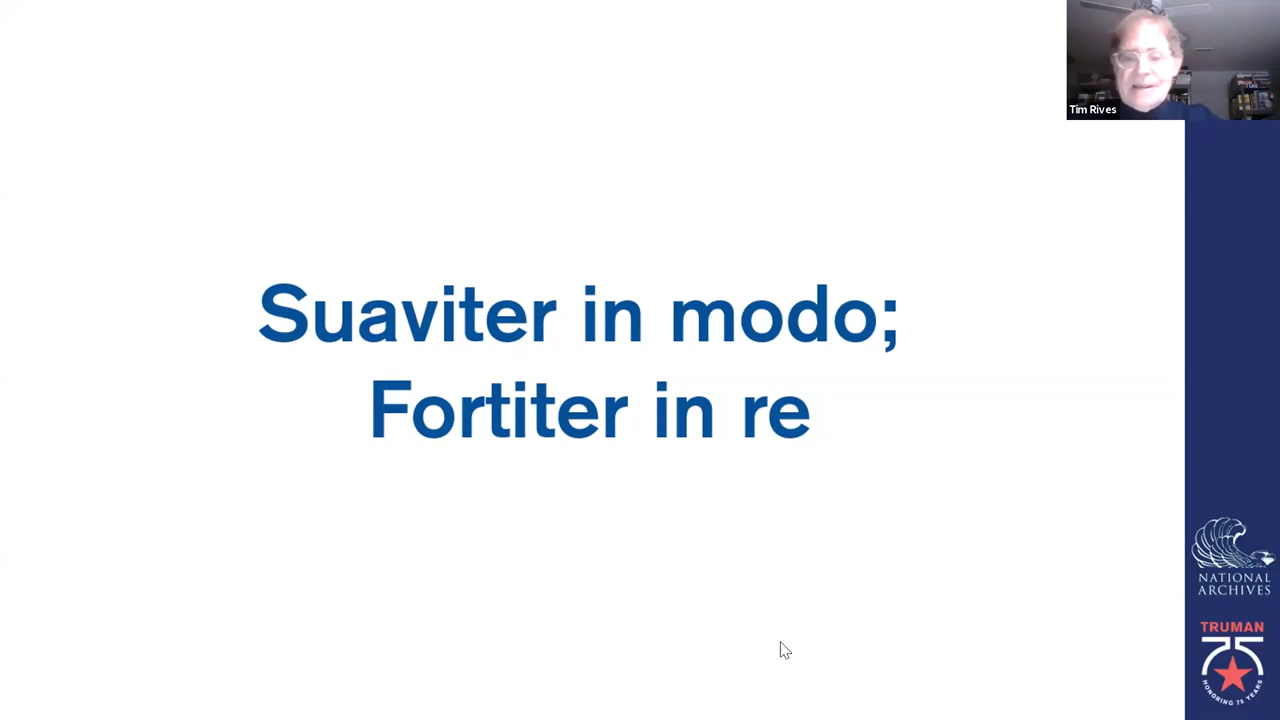 Tim Rives
Suaviter in modo;
Fortiter in re
NATIONAL
ARCHIVES
TRUMAN
75
HONORING 75 YEARS